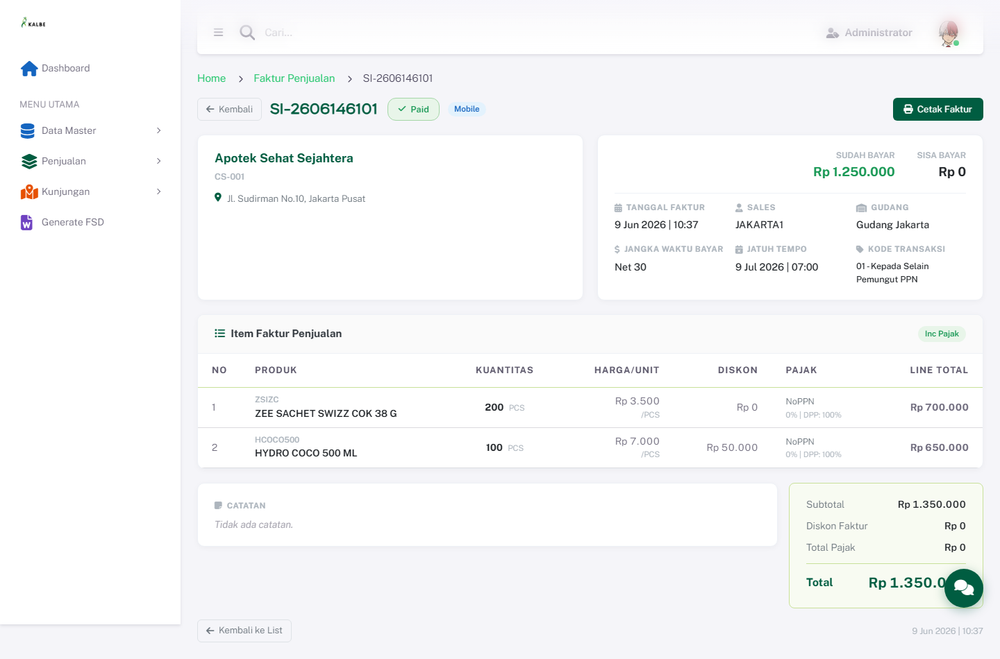 KALBE
Cari...
Administrator
Dashboard
MENU UTAMA
Data Master
Penjualan
Kunjungan
Generate FSD
Home > Faktur Penjualan > SI-2606146101
Kembali SI-2606146101 Paid Mobile Cetak Faktur
Apotek Sehat Sejahtera
CS-001
Jl. Sudirman No.10, Jakarta Pusat
SUDAH BAYAR SISA BAYAR
Rp 1.250.000 Rp 0
TANGGAL FAKTUR SALES GUDANG
9 Jun 2026 | 10:37 JAKARTA1 Gudang Jakarta
JANGKA WAKTU BAYAR JATUH TEMPO KODE TRANSAKSI
Net 30 9 Jul 2026 | 07:00 01 - Kepada Selain
Pemungut PPN
Item Faktur Penjualan Inc Pajak
NO PRODUK KUANTITAS HARGA/UNIT DISKON PAJAK LINE TOTAL
ZSIZC Rp 3.500 NoPPN
1 200 PCS Rp 0 Rp 700.000
ZEE SACHET SWIZZ COK 38 G /PCS 0% | DPP: 100%
HCOCO500 Rp 7.000 NoPPN
2 100 PCS Rp 50.000 Rp 650.000
HYDRO COCO 500 ML /PCS 0% | DPP: 100%
CATATAN
Tidak ada catatan.
Subtotal Rp 1.350.000
Diskon Faktur Rp 0
Total Pajak Rp 0
Total Rp 1.350.0
Kembali ke List
9 Jun 2026 | 10:37